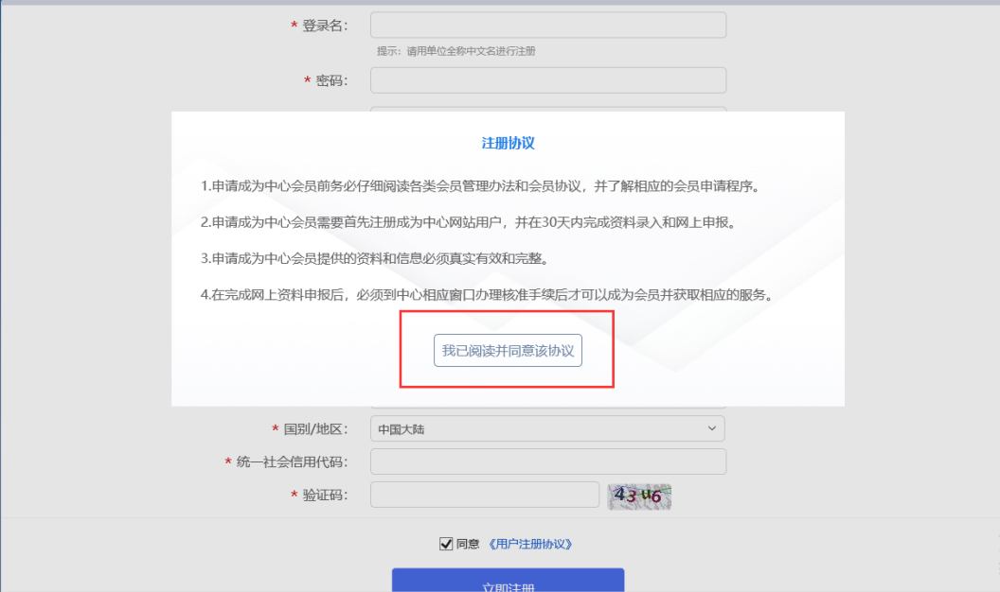 * 登录名：
提示：请用单位全称中文名进行注册
* 密码：
注册协议
1.申请成为中心会员前务必仔细阅读各类会员管理办法和会员协议，并了解相应的会员申请程序。
2.申请成为中心会员需要首先注册成为中心网站用户，并在30天内完成资料录入和网上申报。
3.申请成为中心会员提供的资料和信息必须真实有效和完整。
4.在完成网上资料申报后，必须到中心相应窗口办理核准手续后才可以成为会员并获取相应的服务。
我已阅读并同意该协议
* 国别/地区： 中国大陆
* 统一社会信用代码：
* 验证码： 43u6
同意 《用户注册协议》
立即注册